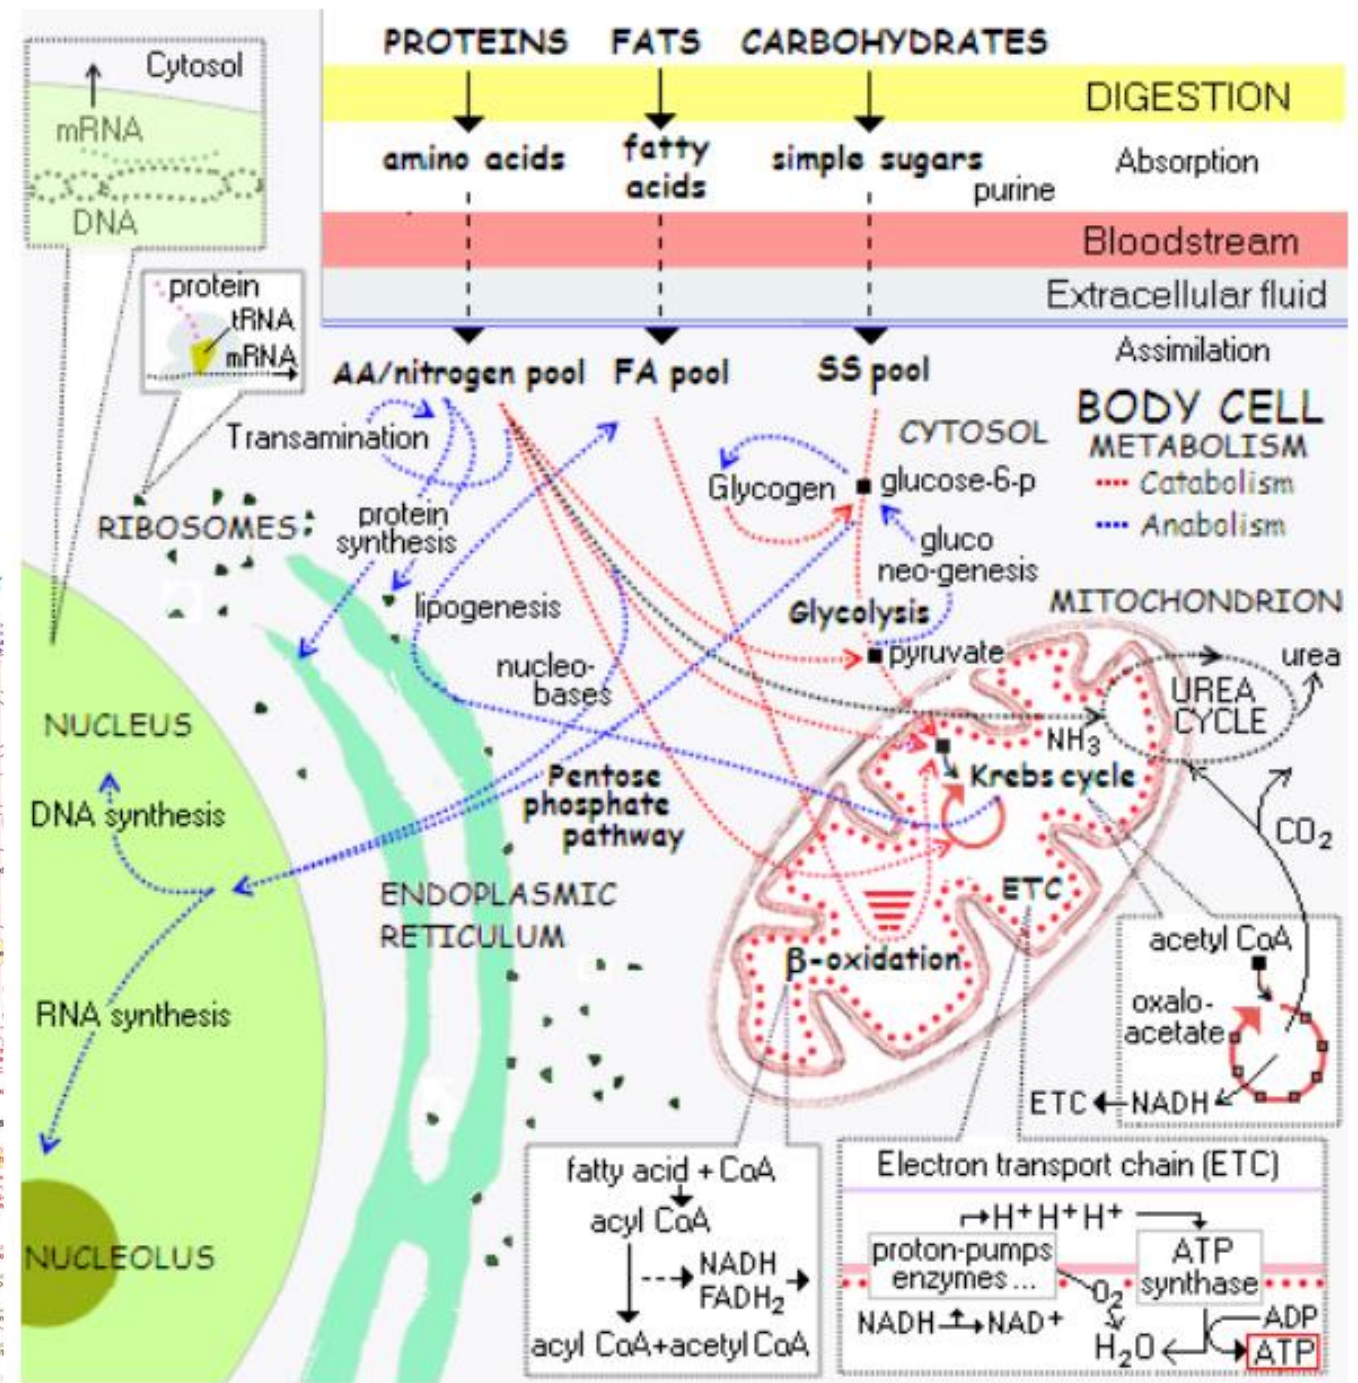 PROTEINS FATS CARBOHYDRATES
DIGESTION
amino acids
fatty
acids
simple sugars
purine
Absorption
Bloodstream
Extracellular fluid
AA/nitrogen pool FA pool SS pool
Assimilation
BODY CELL
METABOLISM
Catabolism
Anabolism
Cytosol
mRNA
DNA
protein
tRNA
mRNA
Transamination
CYTOSOL
Glycogen
glucose-6-p
RIBOSOMES
protein
synthesis
gluco
neo-genesis
lipogenesis
Glycolysis
MITOCHONDRION
nucleo-
bases
pyruvate
urea
UREA
CYCLE
NH3
NUCLEUS
Krebs cycle
Pentose
phosphate
pathway
DNA synthesis
CO2
ENDOPLASMIC
RETICULUM
ETC
β-oxidation
acetyl CoA
oxalo-
acetate
ETC NADH
RNA synthesis
NUCLEOLUS
fatty acid + CoA
acyl CoA
NADH
FADH2
acyl CoA+acetyl CoA
Electron transport chain (ETC)
H+ H+ H+
proton-pumps
enzymes ...
ATP
synthase
O2
NADH NAD+
H2O
ADP
ATP